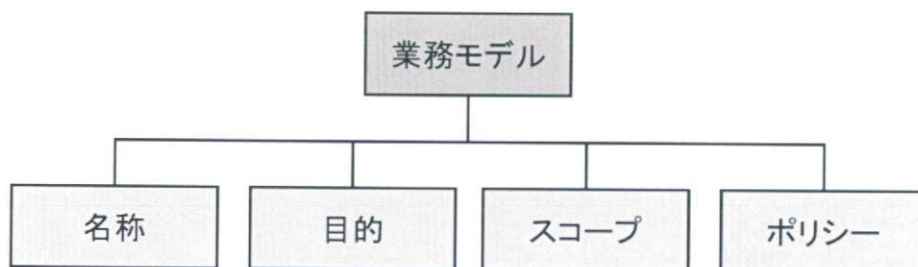 業務モデル
名称
目的
スコープ
ポリシー